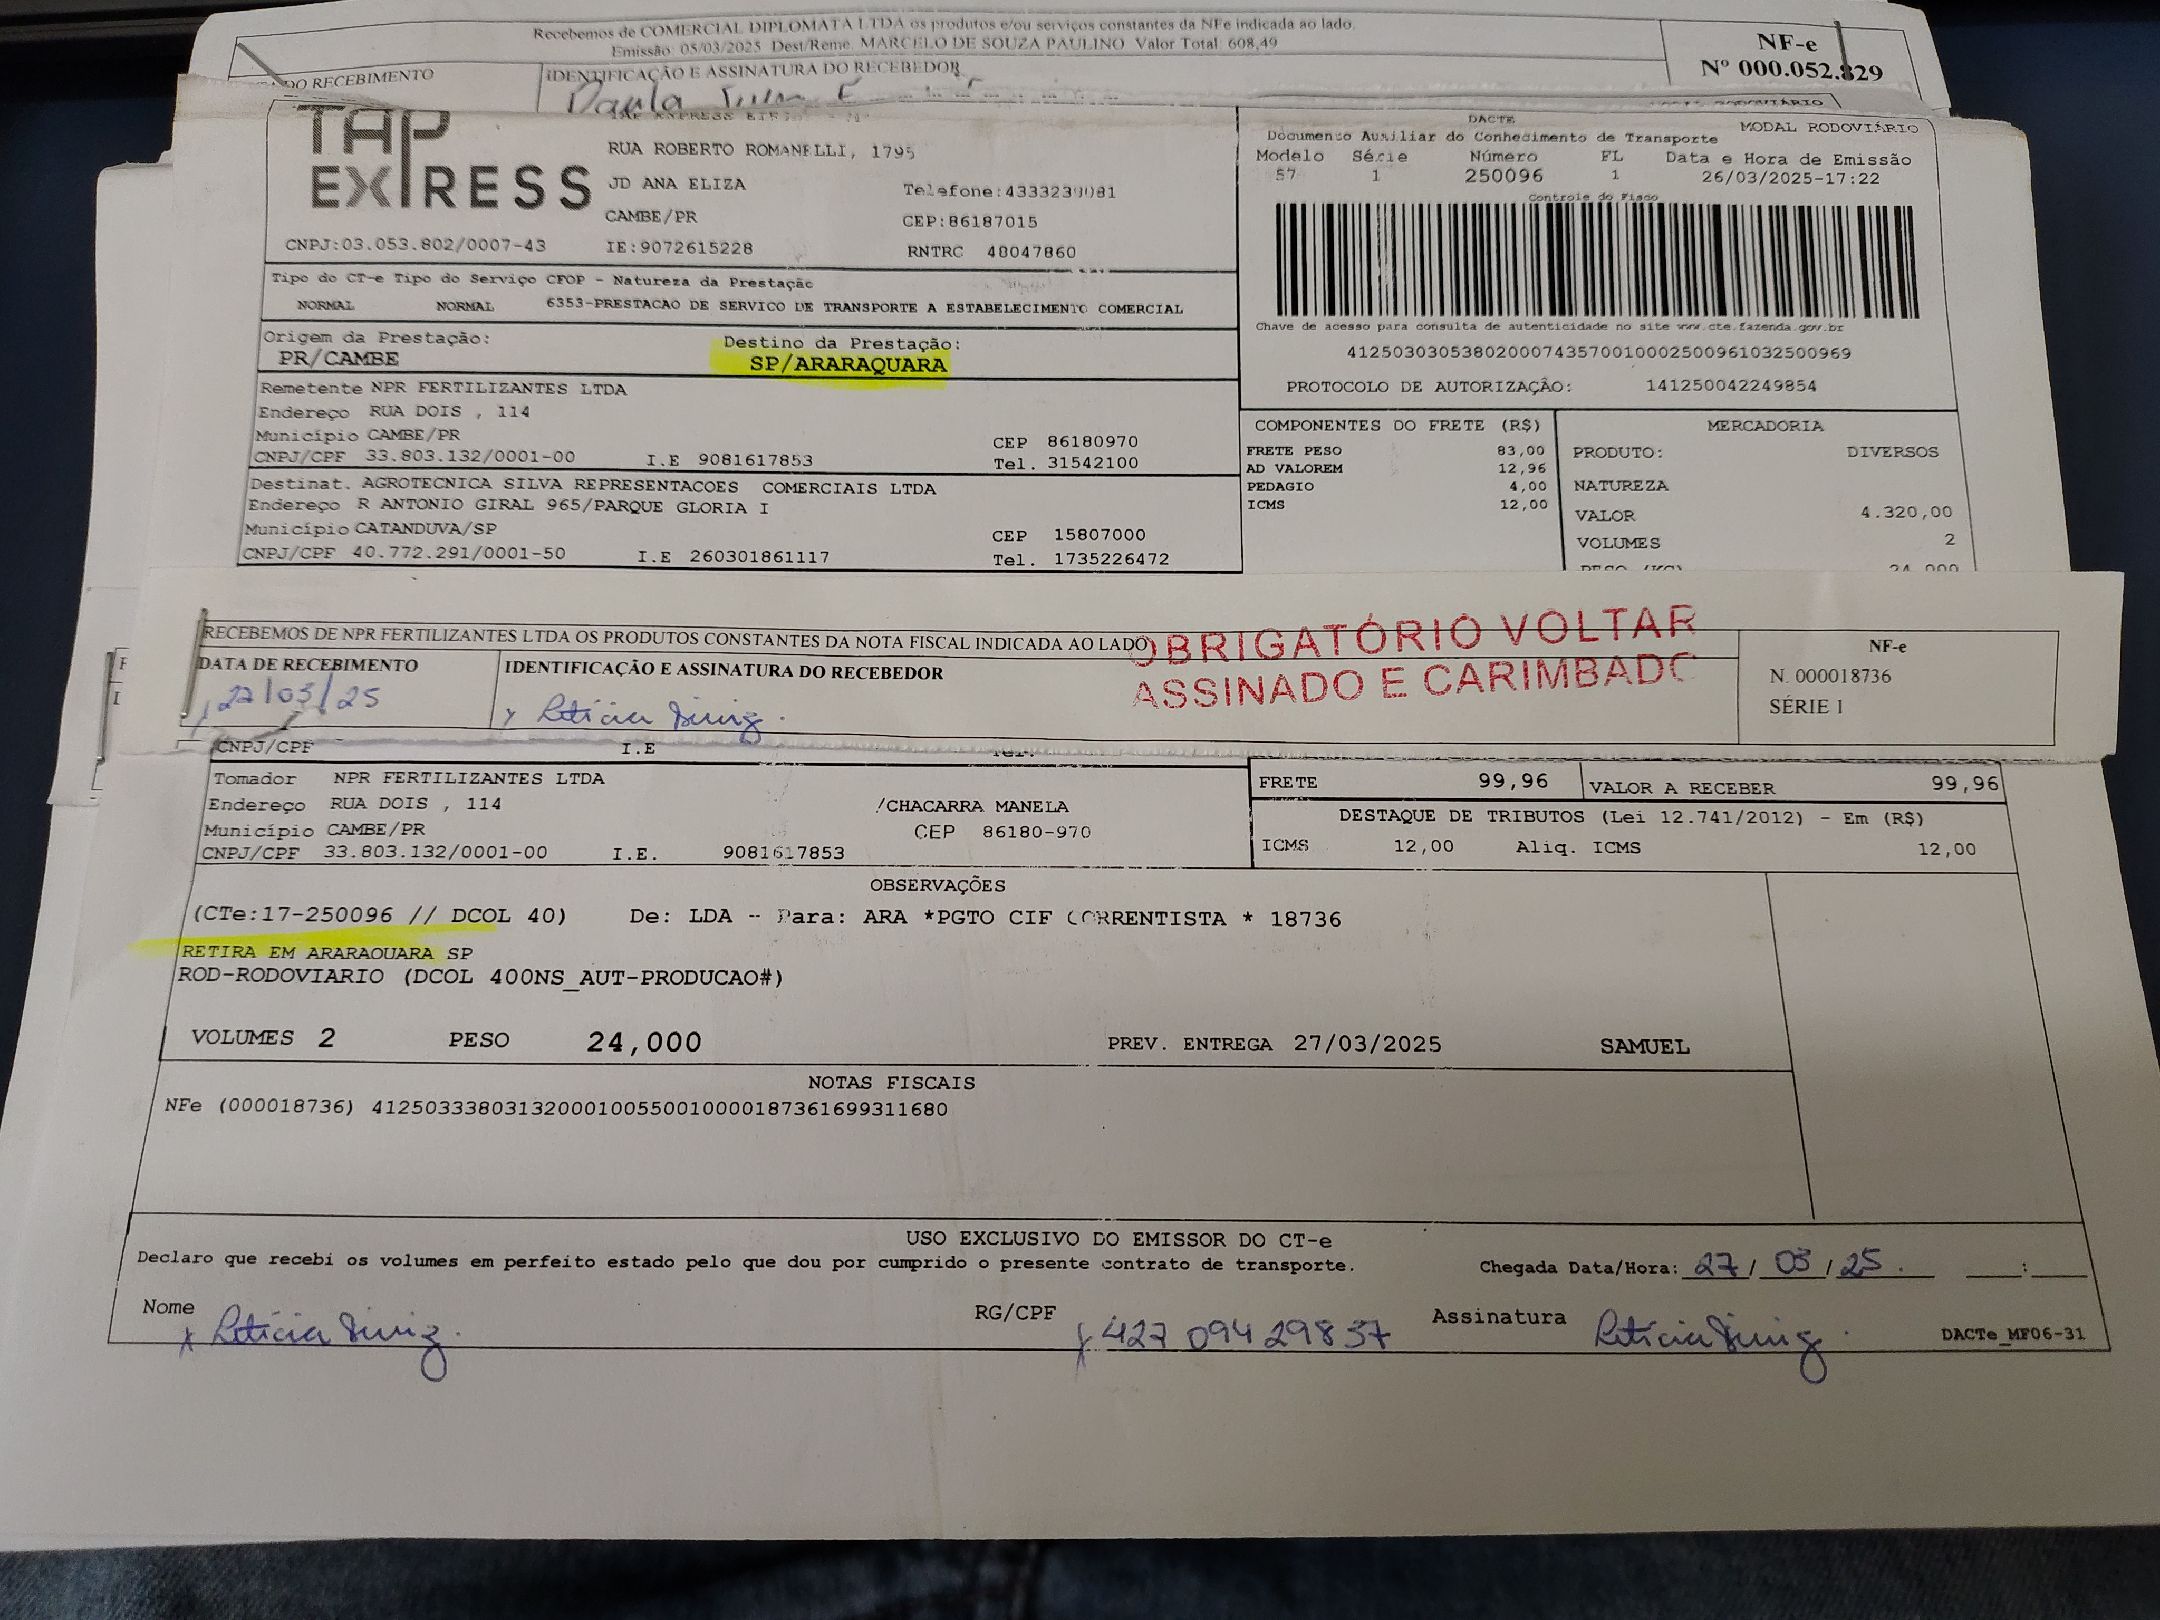 Recebemos de COMERCIAL DIPLOMATA LTDA os produtos e/ou serviços constantes da NFe indicada ao lado.
Emissão: 05/03/2025 Dest/Reme. MARCELO DE SOUZA PAULINO Valor Total 608,49
NF-e
Nº 000.052.829
DO RECEBIMENTO
IDENTIFICAÇÃO E ASSINATURA DO RECEBEDOR
Paula
TAP EXPRESS
RUA ROBERTO ROMANELLI, 1795
JD ANA ELIZA
Telefone:4333239081
CAMBE/PR
CEP:86187015
CNPJ:03.053.802/0007-43 IE:9072615228 RNTRC 48047860
DACTE
Documento Auxiliar do Conhecimento de Transporte
MODAL RODOVIÁRIO
Modelo Série Número FL Data e Hora de Emissão
57 1 250096 1 26/03/2025-17:22
Controle do Fisco
Chave de acesso para consulta de autenticidade no site www.cte.fazenda.gov.br
41250303053802000743570010002500961032500969
PROTOCOLO DE AUTORIZAÇÃO: 141250042249854
Tipo do CT-e Tipo do Serviço CFOP - Natureza da Prestação
NORMAL NORMAL 6353-PRESTACAO DE SERVICO DE TRANSPORTE A ESTABELECIMENTO COMERCIAL
Origem da Prestação: Destino da Prestação:
PR/CAMBE SP/ARARAQUARA
Remetente NPR FERTILIZANTES LTDA
Endereço RUA DOIS , 114
Município CAMBE/PR CEP 86180970
CNPJ/CPF 33.803.132/0001-00 I.E 9081617853 Tel. 31542100
Destinat. AGROTECNICA SILVA REPRESENTACOES COMERCIAIS LTDA
Endereço R ANTONIO GIRAL 965/PARQUE GLORIA I
Município CATANDUVA/SP CEP 15807000
CNPJ/CPF 40.772.291/0001-50 I.E 260301861117 Tel. 1735226472
COMPONENTES DO FRETE (R$)
FRETE PESO 83,00
AD VALOREM 12,96
PEDAGIO 4,00
ICMS 12,00
MERCADORIA
PRODUTO: DIVERSOS
NATUREZA
VALOR 4.320,00
VOLUMES 2
PESO (KG) 24,000
RECEBEMOS DE NPR FERTILIZANTES LTDA OS PRODUTOS CONSTANTES DA NOTA FISCAL INDICADA AO LADO
OBRIGATÓRIO VOLTAR
ASSINADO E CARIMBADO
DATA DE RECEBIMENTO
27/03/25
IDENTIFICAÇÃO E ASSINATURA DO RECEBEDOR
x Leticia Diniz.
NF-e
N. 000018736
SÉRIE 1
CNPJ/CPF I.E Tel.
Tomador NPR FERTILIZANTES LTDA
Endereço RUA DOIS , 114 /CHACARRA MANELA
Município CAMBE/PR CEP 86180-970
CNPJ/CPF 33.803.132/0001-00 I.E. 9081617853
FRETE 99,96 VALOR A RECEBER 99,96
DESTAQUE DE TRIBUTOS (Lei 12.741/2012) - Em (R$)
ICMS 12,00 Aliq. ICMS 12,00
OBSERVAÇÕES
(CTe:17-250096 // DCOL 40) De: LDA - Para: ARA *PGTO CIF CORRENTISTA * 18736
RETIRA EM ARARAQUARA SP
ROD-RODOVIARIO (DCOL 400NS_AUT-PRODUCAO#)
VOLUMES 2 PESO 24,000 PREV. ENTREGA 27/03/2025 SAMUEL
NOTAS FISCAIS
NFe (000018736) 41250333803132000100550010000187361699311680
USO EXCLUSIVO DO EMISSOR DO CT-e
Declaro que recebi os volumes em perfeito estado pelo que dou por cumprido o presente contrato de transporte.
Chegada Data/Hora: 27/ 03 /25. :
Nome x Leticia Diniz.
RG/CPF x 427 094 29837
Assinatura Leticia Diniz.
DACTe_MF06-31